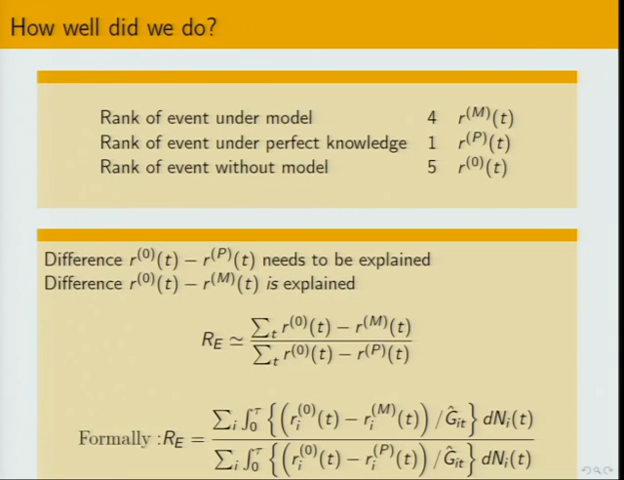 How well did we do?
Rank of event under model 4 r^(M)(t)
Rank of event under perfect knowledge 1 r^(P)(t)
Rank of event without model 5 r^(0)(t)
Difference r^(0)(t) − r^(P)(t) needs to be explained
Difference r^(0)(t) − r^(M)(t) is explained
R_E ≃ \frac{∑_t r^(0)(t) − r^(M)(t)}{∑_t r^(0)(t) − r^(P)(t)}
Formally :R_E = \frac{∑_i ∫_0^τ {(r_i^(0)(t) − r_i^(M)(t)) /Ĝ_{it}} dN_i(t)}{∑_i ∫_0^τ {(r_i^(0)(t) − r_i^(P)(t)) /Ĝ_{it}} dN_i(t)}